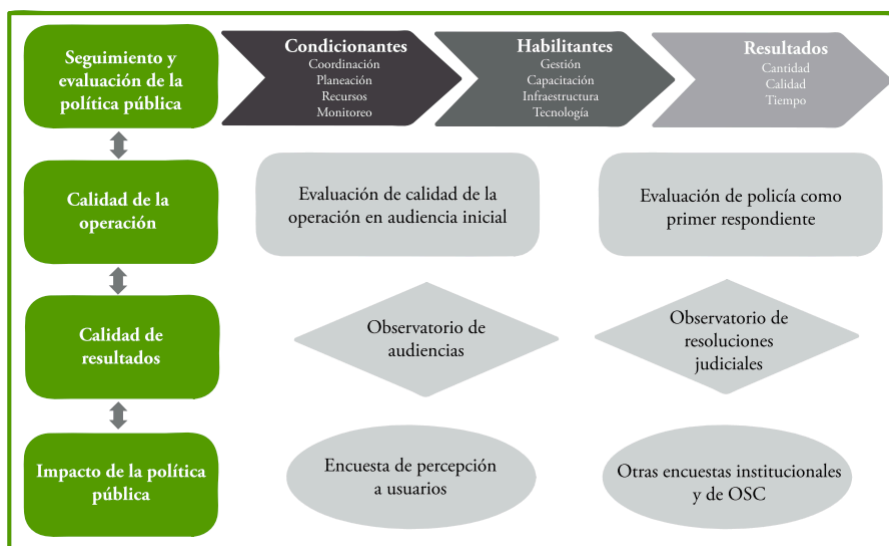 Seguimiento y
evaluación de la
política pública
Condicionantes
Coordinación
Planeación
Recursos
Monitoreo
Habilitantes
Gestión
Capacitación
Infraestructura
Tecnología
Resultados
Cantidad
Calidad
Tiempo
Calidad de la
operación
Evaluación de calidad de la
operación en audiencia inicial
Evaluación de policía como
primer respondiente
Calidad de
resultados
Observatorio de
audiencias
Observatorio de
resoluciones
judiciales
Impacto de la política
pública
Encuesta de percepción
a usuarios
Otras encuestas institucionales
y de OSC